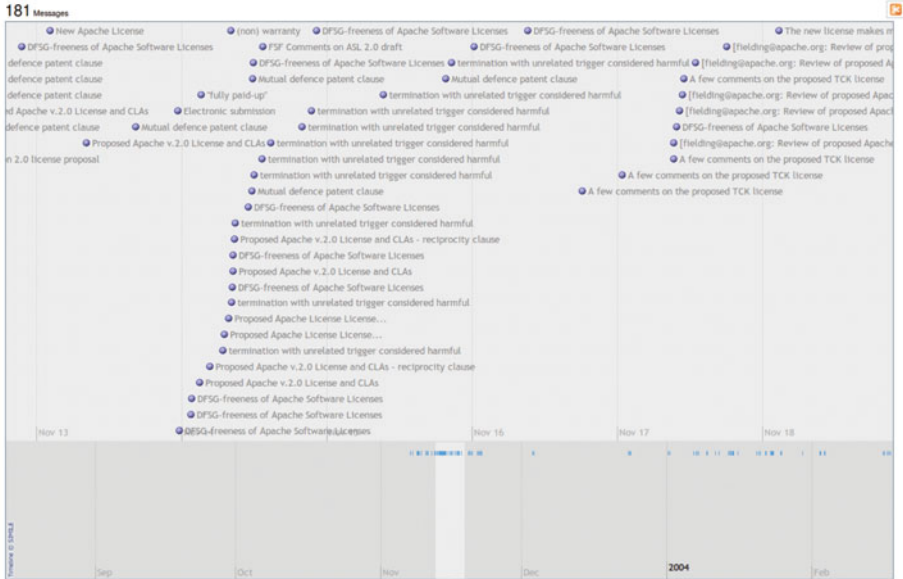 181 Messages
New Apache License (non) warranty DFSG-freeness of Apache Software Licenses DFSG-freeness of Apache Software Licenses The new license makes m
DFSG-freeness of Apache Software Licenses FSF Comments on ASL 2.0 draft DFSG-freeness of Apache Software Licenses [fielding@apache.org: Review of prop
defence patent clause DFSG-freeness of Apache Software Licenses termination with unrelated trigger considered harmful [fielding@apache.org: Review of proposed Ap
defence patent clause Mutual defence patent clause Mutual defence patent clause A few comments on the proposed TCK license
defence patent clause "fully paid-up" termination with unrelated trigger considered harmful [fielding@apache.org: Review of proposed Apac
ed Apache v.2.0 License and CLAs Electronic submission termination with unrelated trigger considered harmful [fielding@apache.org: Review of proposed Apacl
defence patent clause Mutual defence patent clause termination with unrelated trigger considered harmful DFSG-freeness of Apache Software Licenses
Proposed Apache v.2.0 License and CLAs termination with unrelated trigger considered harmful [fielding@apache.org: Review of proposed Apache
n 2.0 license proposal termination with unrelated trigger considered harmful A few comments on the proposed TCK license
termination with unrelated trigger considered harmful A few comments on the proposed TCK license
Mutual defence patent clause A few comments on the proposed TCK license
DFSG-freeness of Apache Software Licenses
termination with unrelated trigger considered harmful
Proposed Apache v.2.0 License and CLAs - reciprocity clause
DFSG-freeness of Apache Software Licenses
Proposed Apache v.2.0 License and CLAs
DFSG-freeness of Apache Software Licenses
termination with unrelated trigger considered harmful
Proposed Apache License License...
Proposed Apache License License...
termination with unrelated trigger considered harmful
Proposed Apache v.2.0 License and CLAs - reciprocity clause
Proposed Apache v.2.0 License and CLAs
DFSG-freeness of Apache Software Licenses
DFSG-freeness of Apache Software Licenses
DFSG-freeness of Apache Software Licenses
Nov 13 Nov 16 Nov 17 Nov 18
Timeline © SIMILE
Sep Oct Nov Dec 2004 Feb